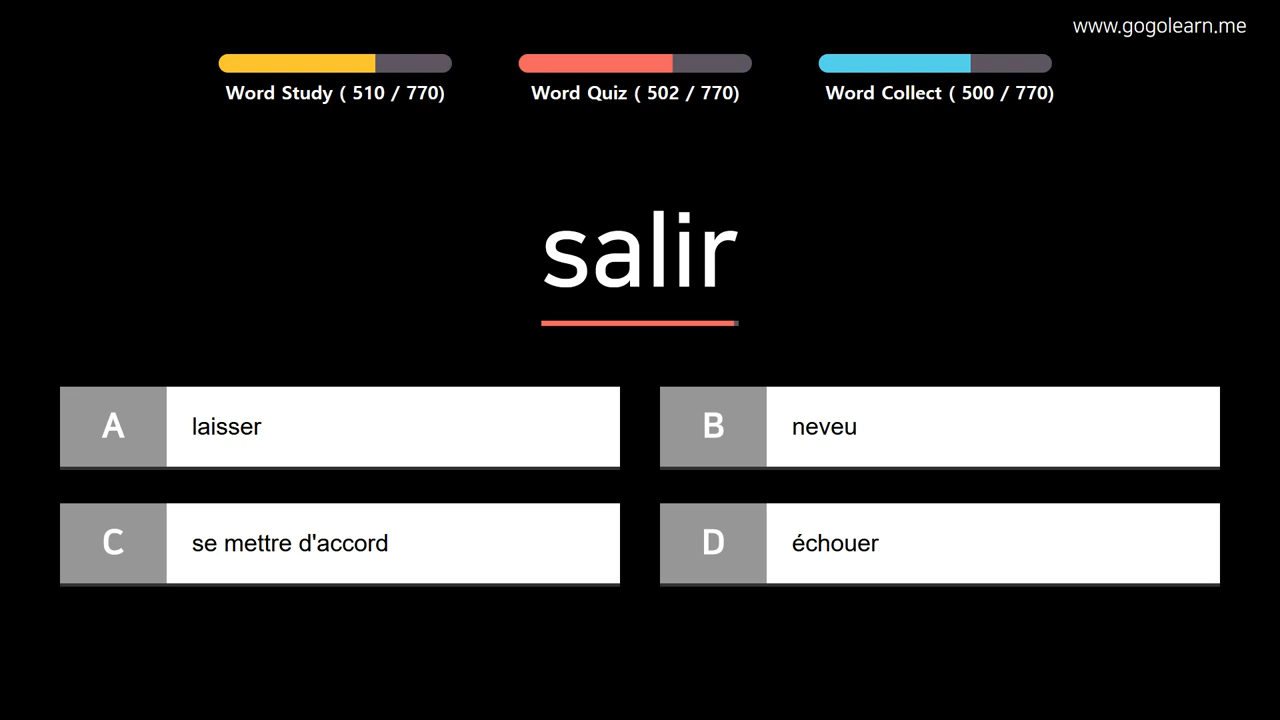 www.gogolearn.me
Word Study ( 510 / 770)
Word Quiz ( 502 / 770)
Word Collect ( 500 / 770)
salir
A laisser
B neveu
C se mettre d'accord
D échouer